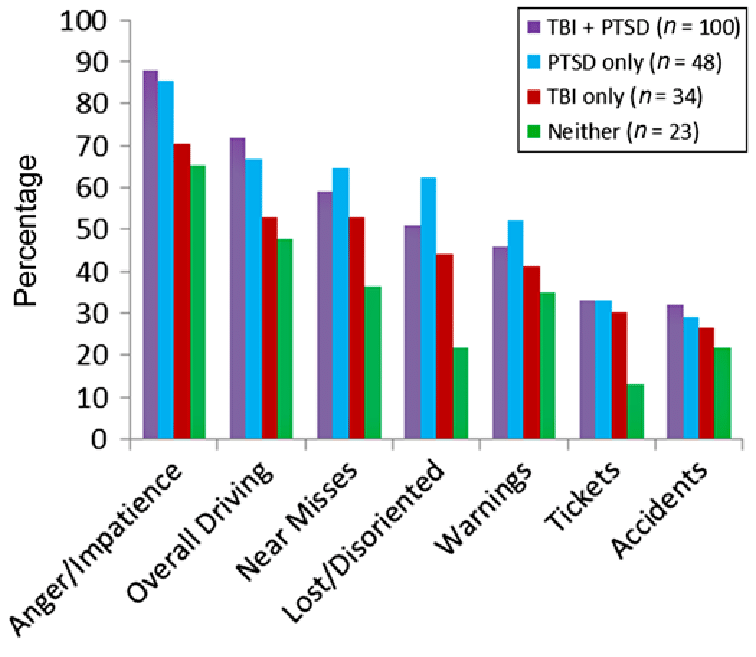 TBI + PTSD (n = 100)
PTSD only (n = 48)
TBI only (n = 34)
Neither (n = 23)
Percentage
100
90
80
70
60
50
40
30
20
10
0
Anger/Impatience
Overall Driving
Near Misses
Lost/Disoriented
Warnings
Tickets
Accidents